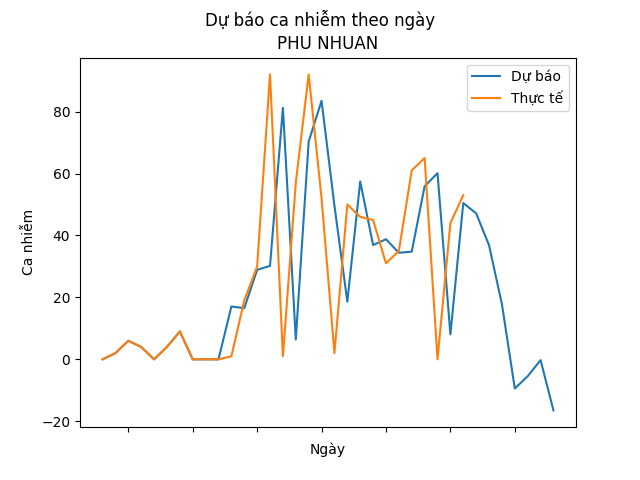 Dự báo ca nhiễm theo ngày
PHU NHUAN
Dự báo
Thực tế
80
60
40
20
0
−20
Ca nhiễm
Ngày